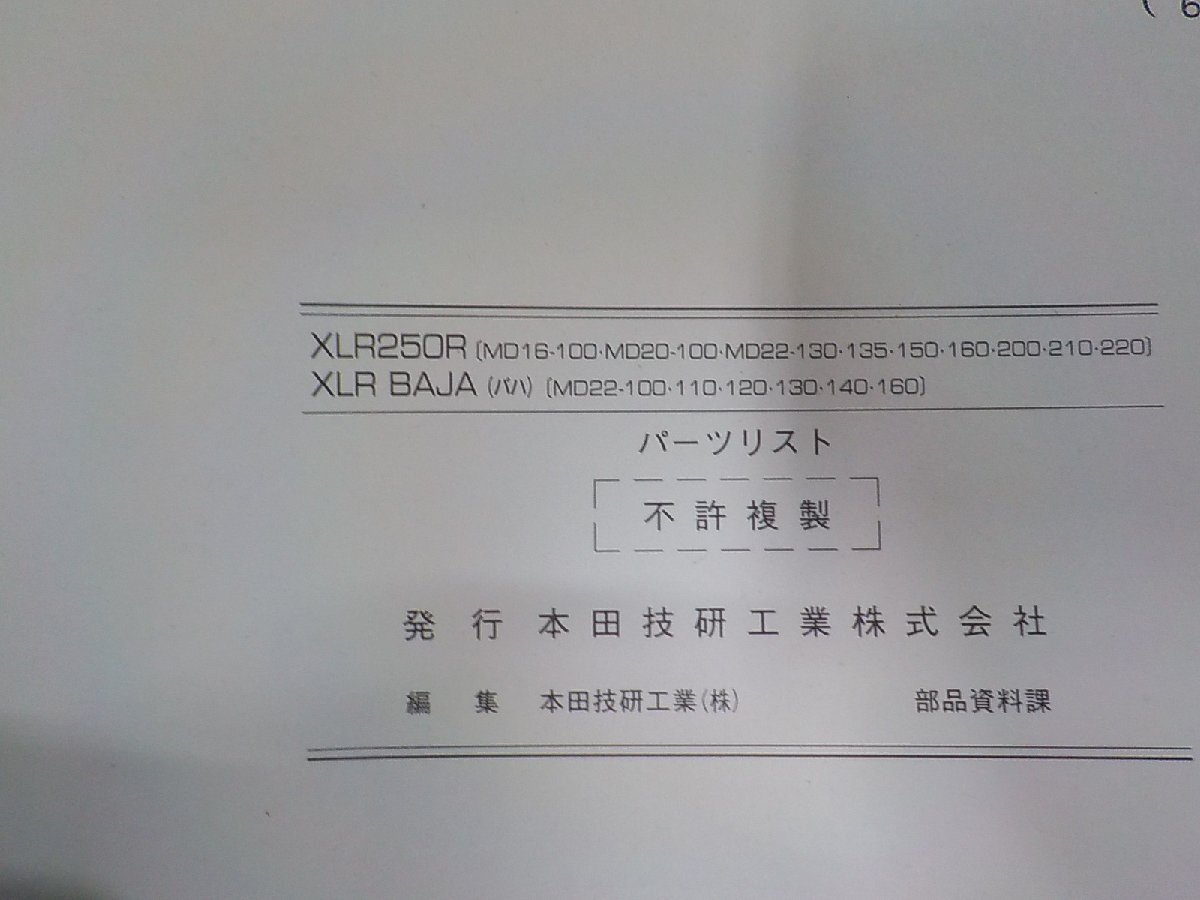 ( 6
XLR250R〔MD16-100·MD20-100·MD22-130·135·150·160·200·210·220〕
XLR BAJA（バハ）〔MD22-100·110·120·130·140·160〕
パーツリスト
不許複製
発 行 本田技研工業株式会社
編 集 本田技研工業(株) 部品資料課